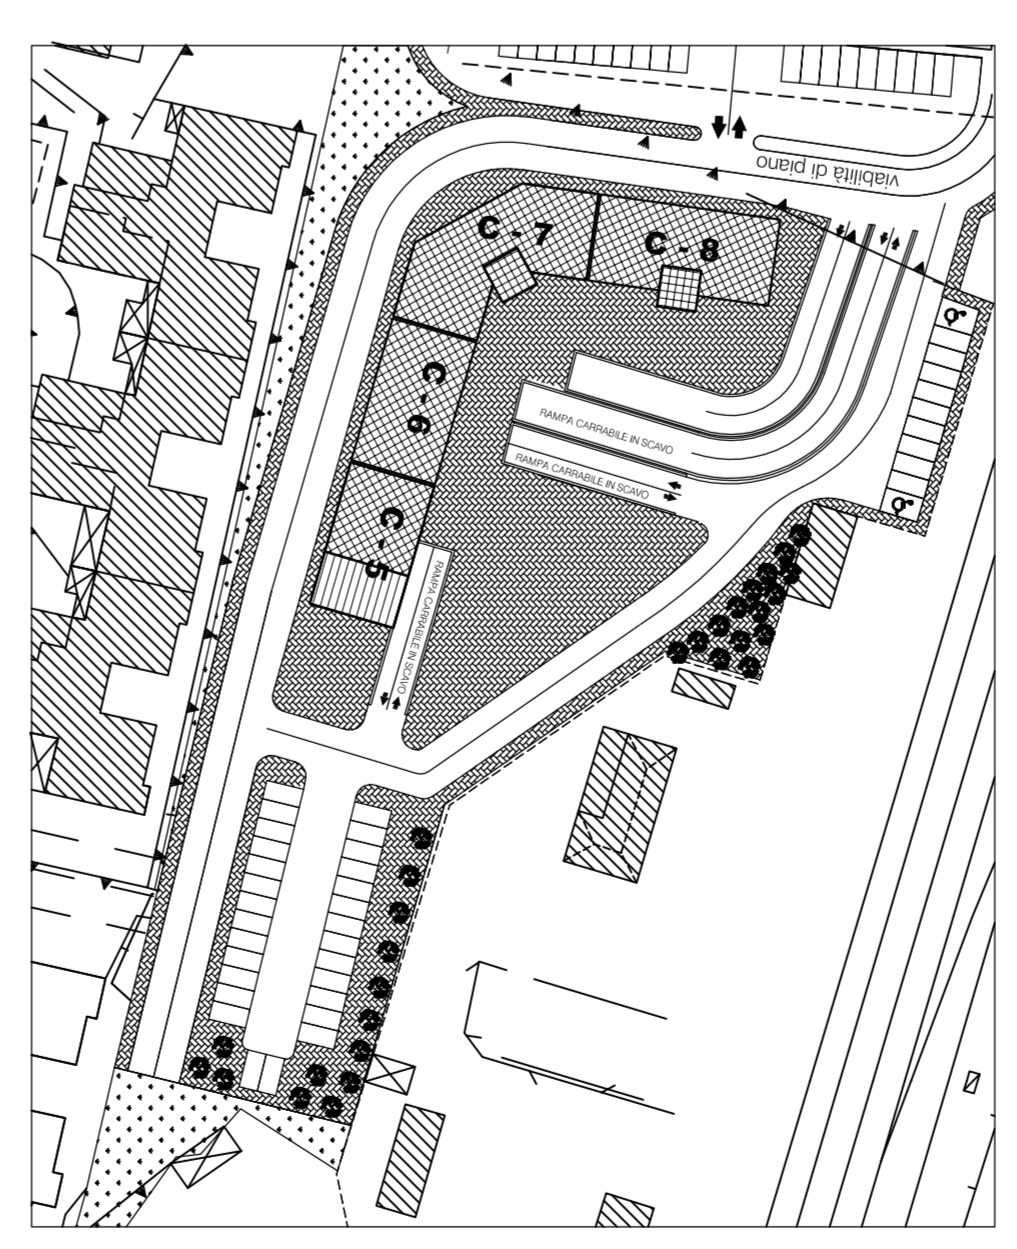 viabilità di piano
C - 7
C - 8
C - 6
RAMPA CARRABILE IN SCAVO
RAMPA CARRABILE IN SCAVO
C - 5
RAMPA CARRABILE IN SCAVO